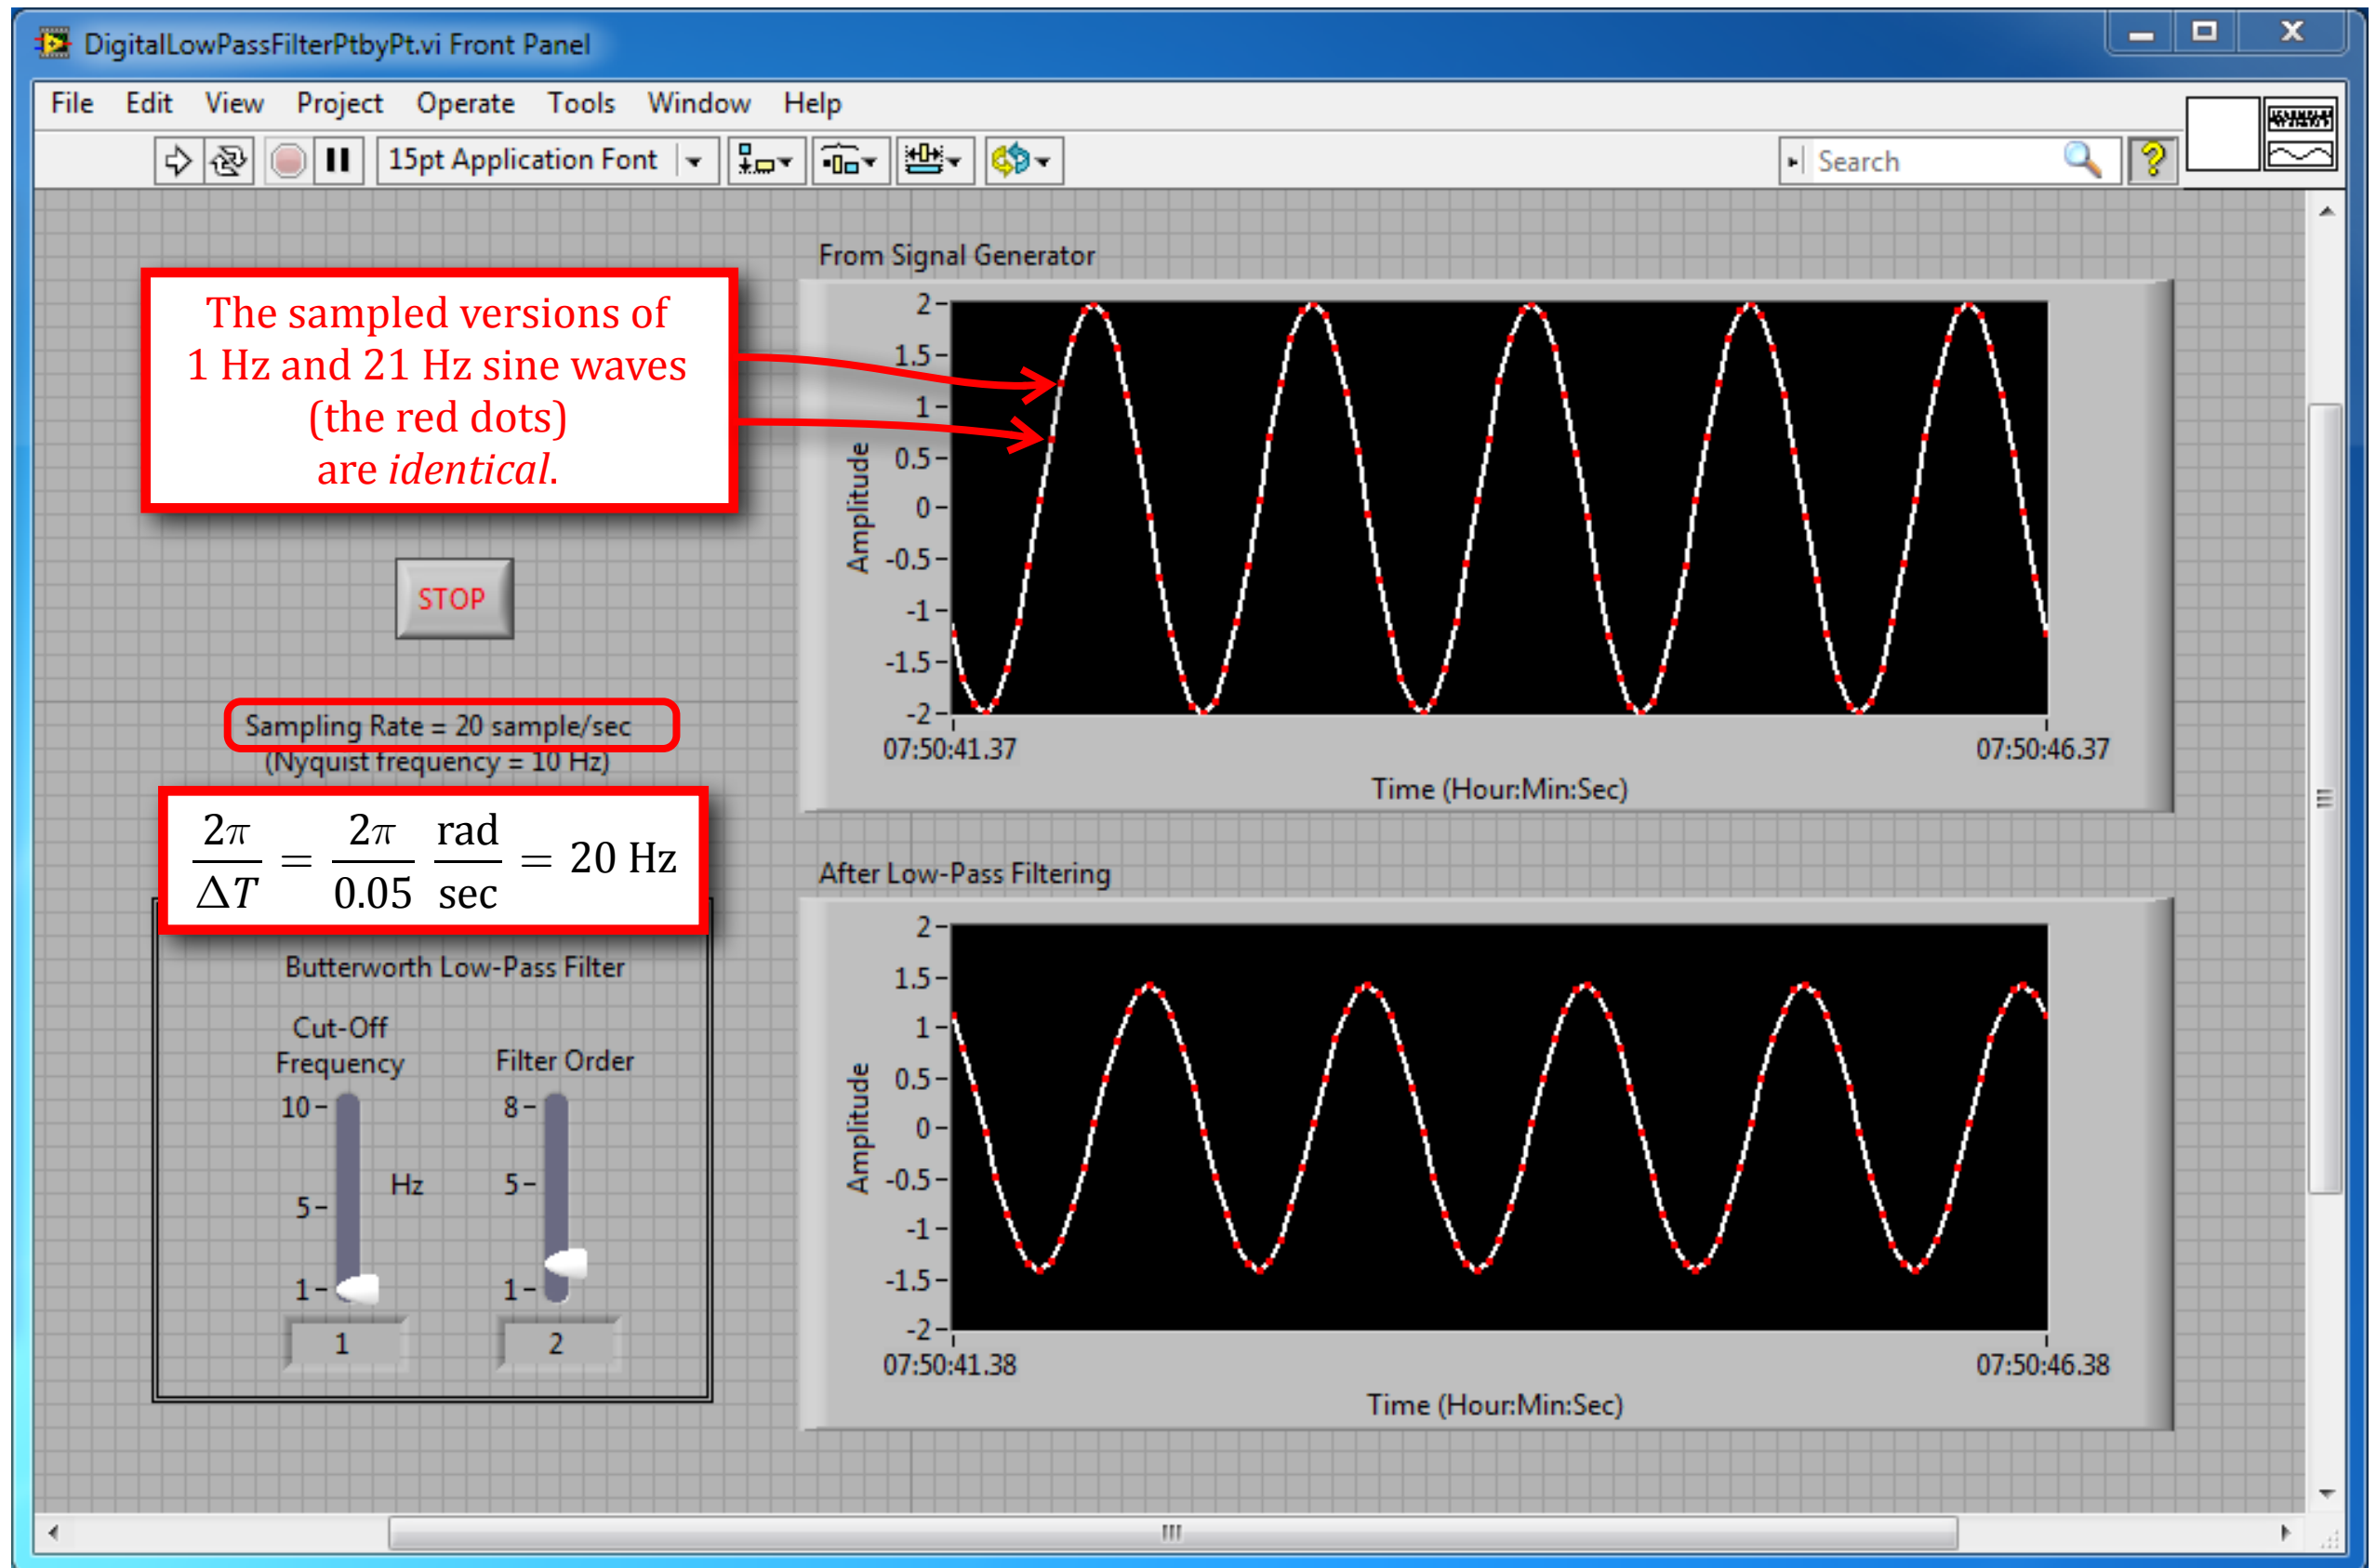 DigitalLowPassFilterPtbyPt.vi Front Panel
File Edit View Project Operate Tools Window Help
15pt Application Font
Search
?
The sampled versions of
1 Hz and 21 Hz sine waves
(the red dots)
are identical.
STOP
Sampling Rate = 20 sample/sec
(Nyquist frequency = 10 Hz)
2π/ΔT = 2π/0.05 rad/sec = 20 Hz
Butterworth Low-Pass Filter
Cut-Off
Frequency
Filter Order
10
5
1
Hz
8
5
1
1
2
From Signal Generator
Amplitude
2
1.5
1
0.5
0
-0.5
-1
-1.5
-2
07:50:41.37 07:50:46.37
Time (Hour:Min:Sec)
After Low-Pass Filtering
Amplitude
2
1.5
1
0.5
0
-0.5
-1
-1.5
-2
07:50:41.38 07:50:46.38
Time (Hour:Min:Sec)